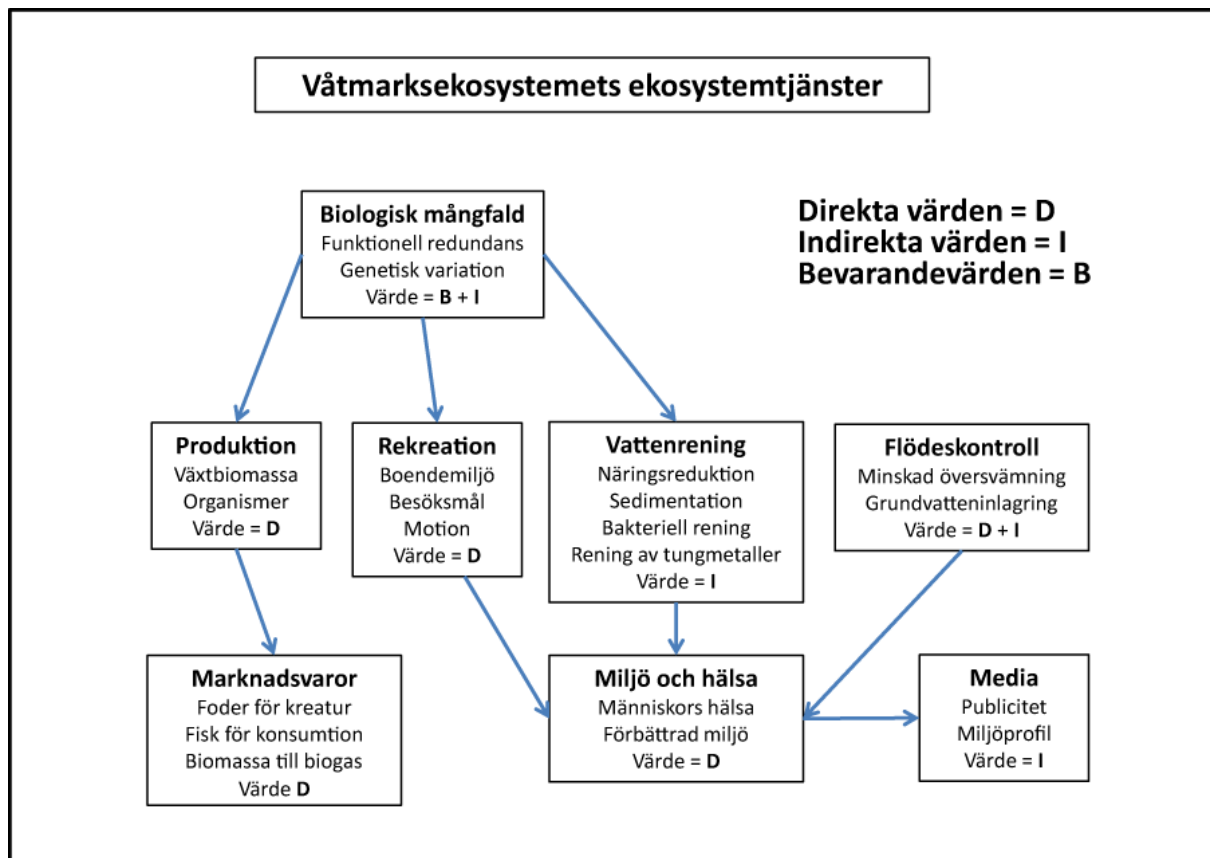 Våtmarksekosystemets ekosystemtjänster
Biologisk mångfald
Funktionell redundans
Genetisk variation
Värde = B + I
Direkta värden = D
Indirekta värden = I
Bevarandevärden = B
Produktion
Växtbiomassa
Organismer
Värde = D
Rekreation
Boendemiljö
Besöksmål
Motion
Värde = D
Vattenrening
Näringsreduktion
Sedimentation
Bakteriell rening
Rening av tungmetaller
Värde = I
Flödeskontroll
Minskad översvämning
Grundvatteninlagring
Värde = D + I
Marknadsvaror
Foder för kreatur
Fisk för konsumtion
Biomassa till biogas
Värde D
Miljö och hälsa
Människors hälsa
Förbättrad miljö
Värde = D
Media
Publicitet
Miljöprofil
Värde = I